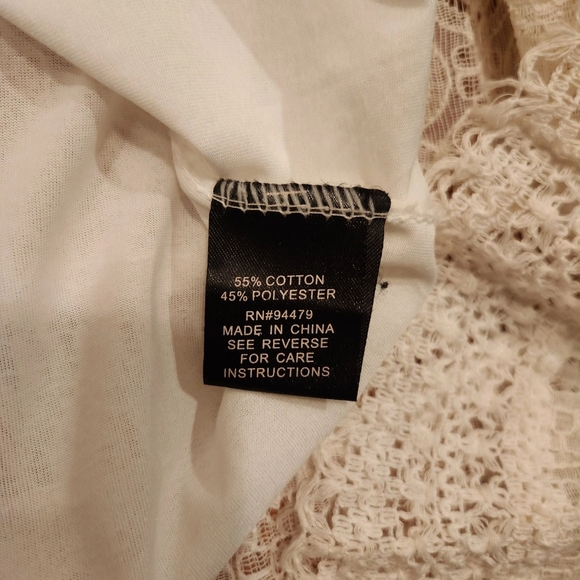 55% COTTON
45% POLYESTER
RN#94479
MADE IN CHINA
SEE REVERSE
FOR CARE
INSTRUCTIONS